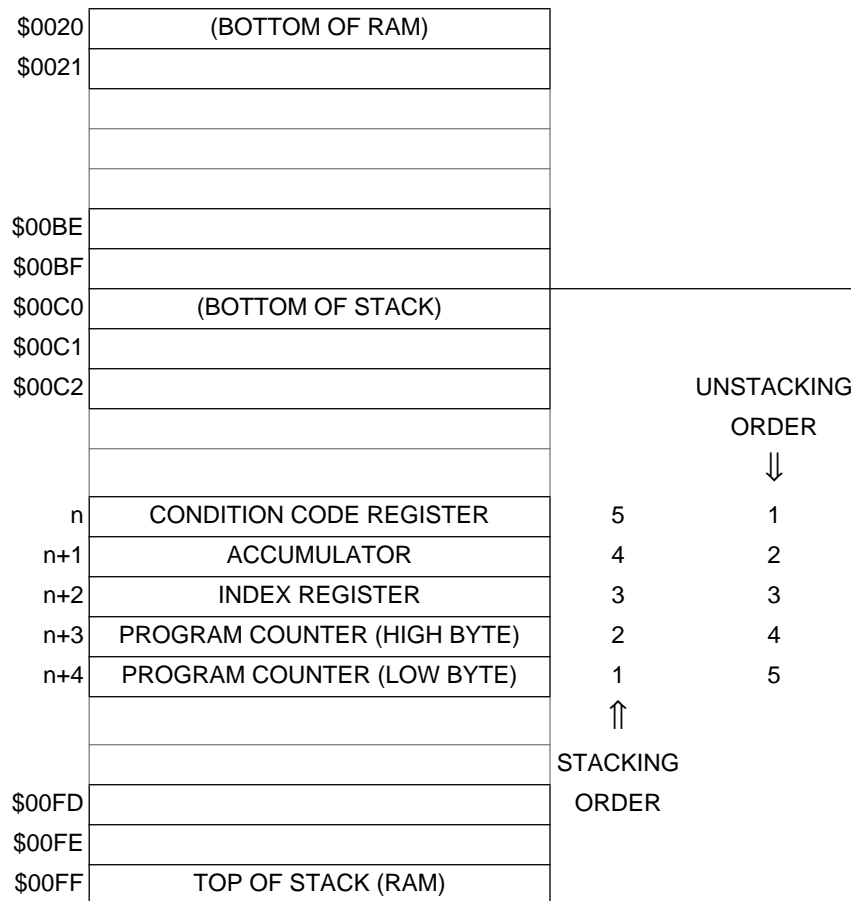 $0020 (BOTTOM OF RAM)
$0021
$00BE
$00BF
$00C0 (BOTTOM OF STACK)
$00C1
$00C2 UNSTACKING
ORDER
⇓
n CONDITION CODE REGISTER 5 1
n+1 ACCUMULATOR 4 2
n+2 INDEX REGISTER 3 3
n+3 PROGRAM COUNTER (HIGH BYTE) 2 4
n+4 PROGRAM COUNTER (LOW BYTE) 1 5
⇑
STACKING
$00FD ORDER
$00FE
$00FF TOP OF STACK (RAM)